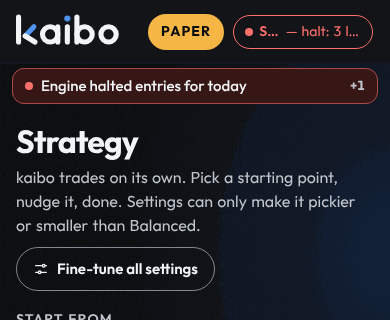 kaibo
PAPER
S... — halt: 3 l...
Engine halted entries for today
+1
Strategy
kaibo trades on its own. Pick a starting point,
nudge it, done. Settings can only make it pickier
or smaller than Balanced.
Fine-tune all settings
START FROM